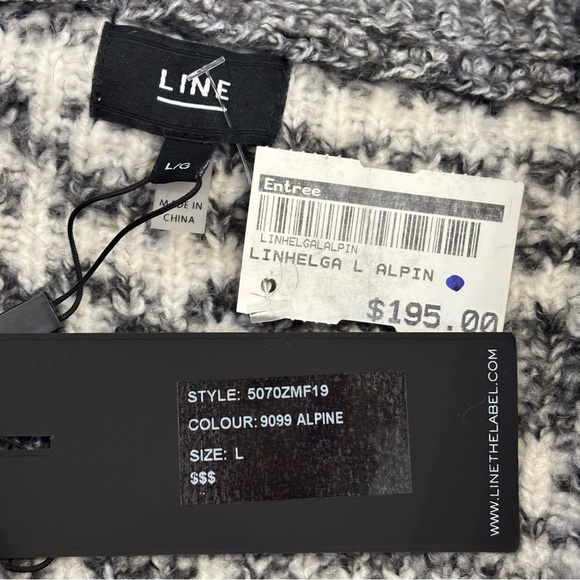 LINE
L/G
MADE IN
CHINA
Entree
LINHELGALALPIN
LINHELGA L ALPIN
$195.00
STYLE: 5070ZMF19
COLOUR: 9099 ALPINE
SIZE: L
$$$
WWW.LINETHELABEL.COM